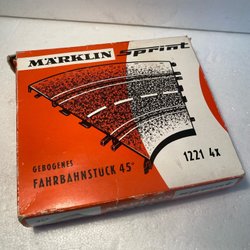 MÄRKLIN sprint
GEBOGENES
FAHRBAHNSTÜCK 45°
1221 4x